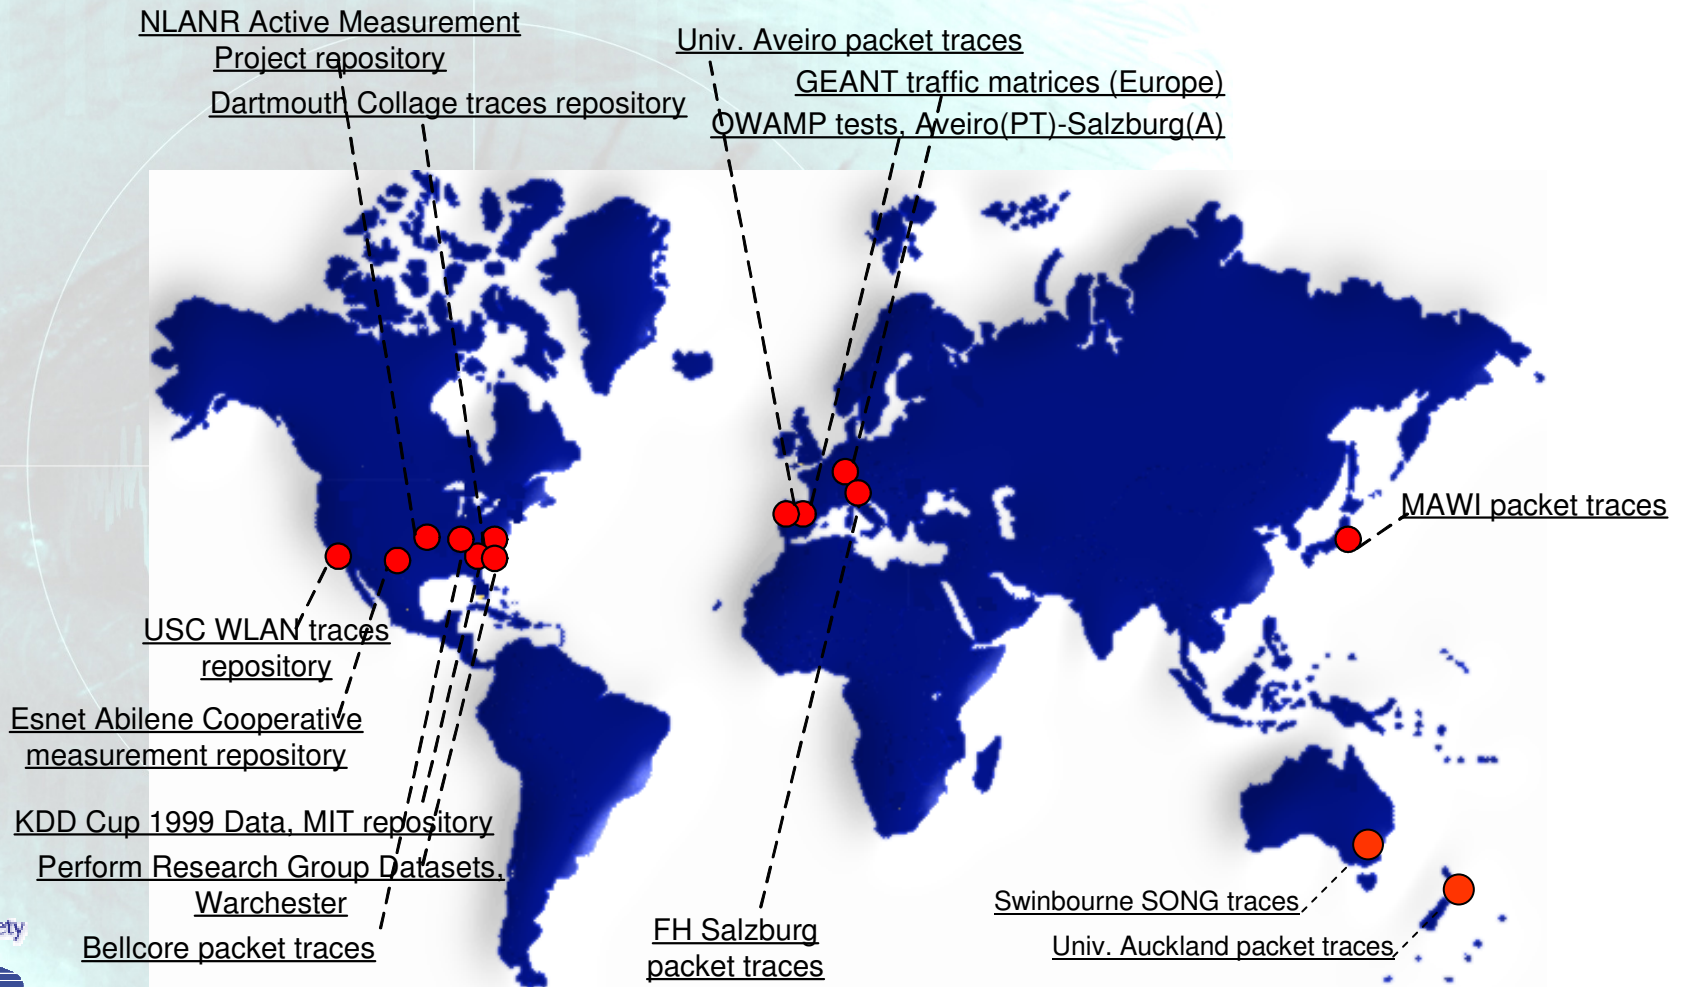 NLANR Active Measurement
Project repository
Dartmouth Collage traces repository
Univ. Aveiro packet traces
GEANT traffic matrices (Europe)
OWAMP tests, Aveiro(PT)-Salzburg(A)
MAWI packet traces
USC WLAN traces
repository
Esnet Abilene Cooperative
measurement repository
KDD Cup 1999 Data, MIT repository
Perform Research Group Datasets,
Warchester
Bellcore packet traces
FH Salzburg
packet traces
Swinbourne SONG traces
Univ. Auckland packet traces
ety